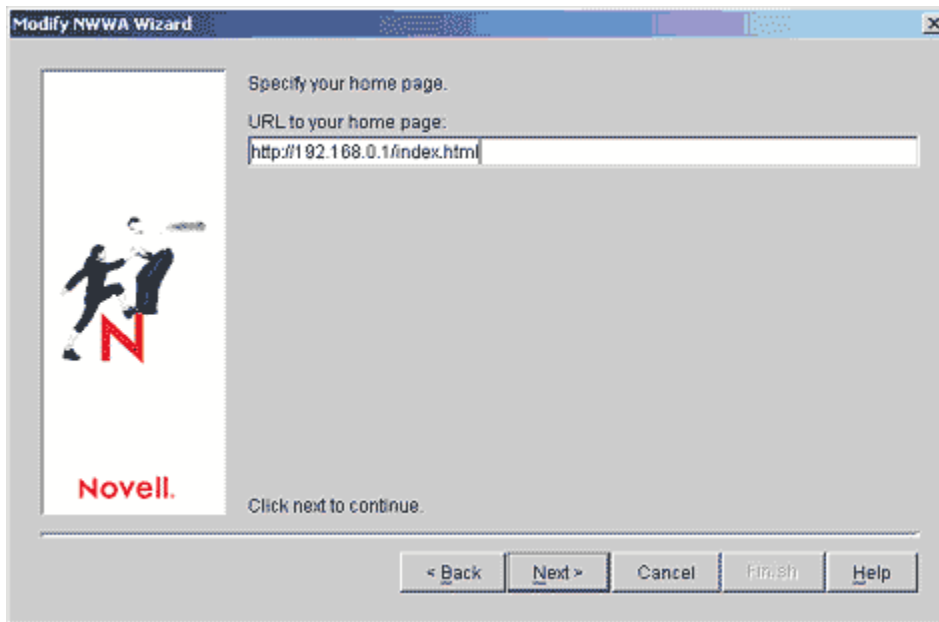 Modify NWWA Wizard
Specify your home page.
URL to your home page:
http://192.168.0.1/index.html
N
Novell.
Click next to continue.
< Back Next > Cancel Finish Help